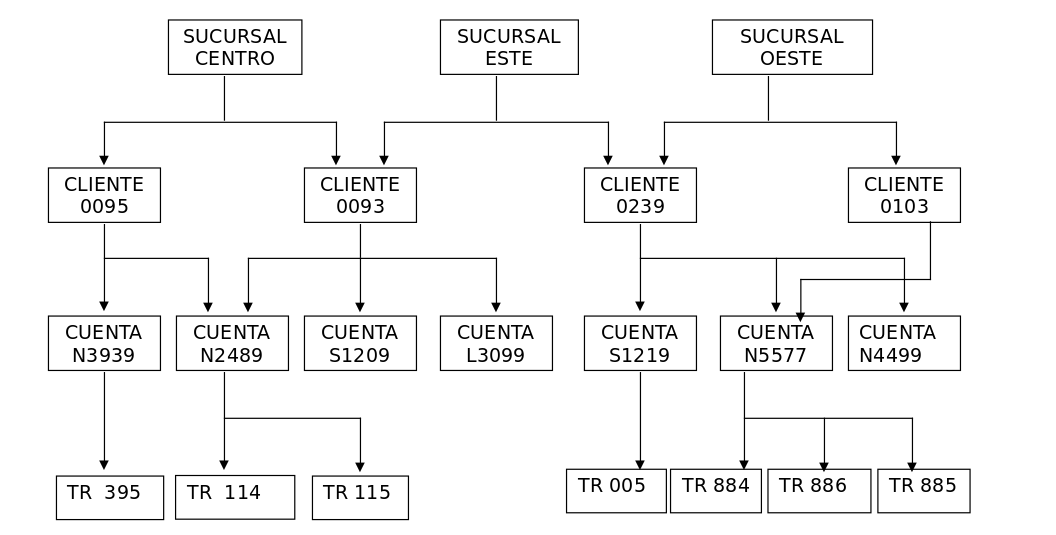 SUCURSAL
CENTRO
SUCURSAL
ESTE
SUCURSAL
OESTE
CLIENTE
0095
CLIENTE
0093
CLIENTE
0239
CLIENTE
0103
CUENTA
N3939
CUENTA
N2489
CUENTA
S1209
CUENTA
L3099
CUENTA
S1219
CUENTA
N5577
CUENTA
N4499
TR 395
TR 114
TR 115
TR 005
TR 884
TR 886
TR 885